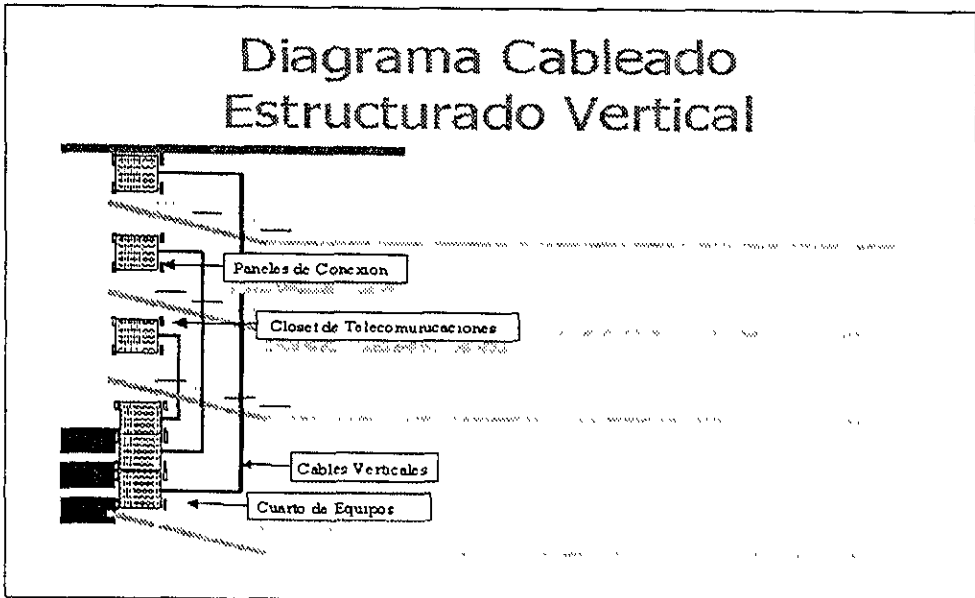 Diagrama Cableado
Estructurado Vertical
Paneles de Conexion
Closet de Telecomunicaciones
Cables Verticales
Cuarto de Equipos